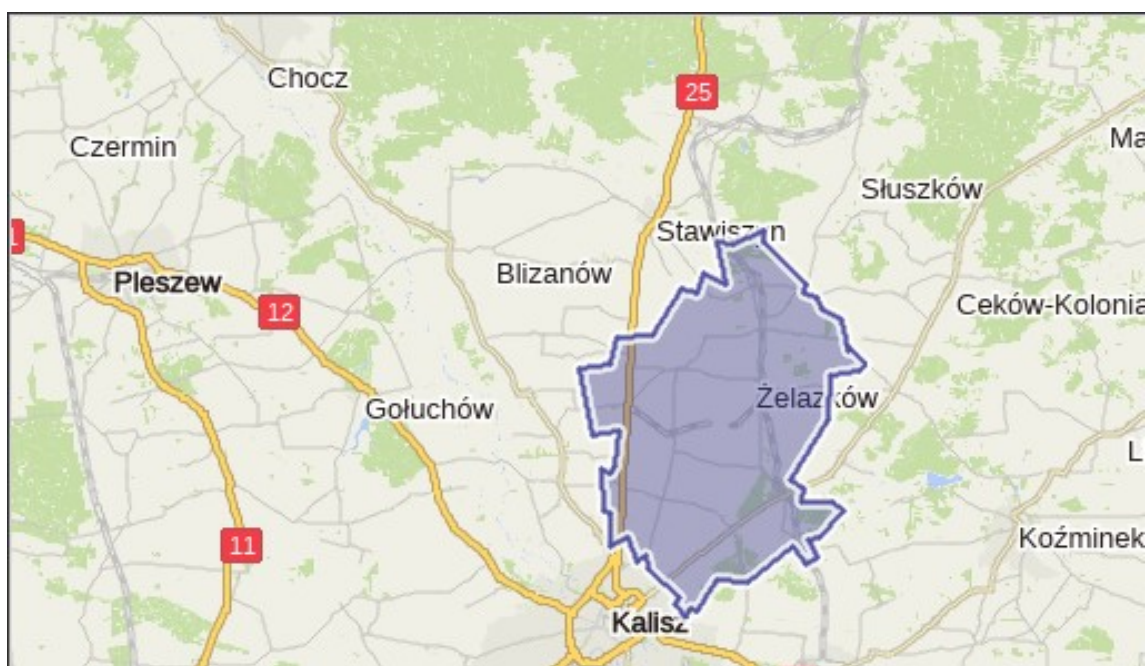 Chocz
25
Czermin
Słuszków
Stawiszyn
Blizanów
Pleszew
12
Ceków-Kolonia
Gołuchów
Żelazków
11
Koźminek
Kalisz